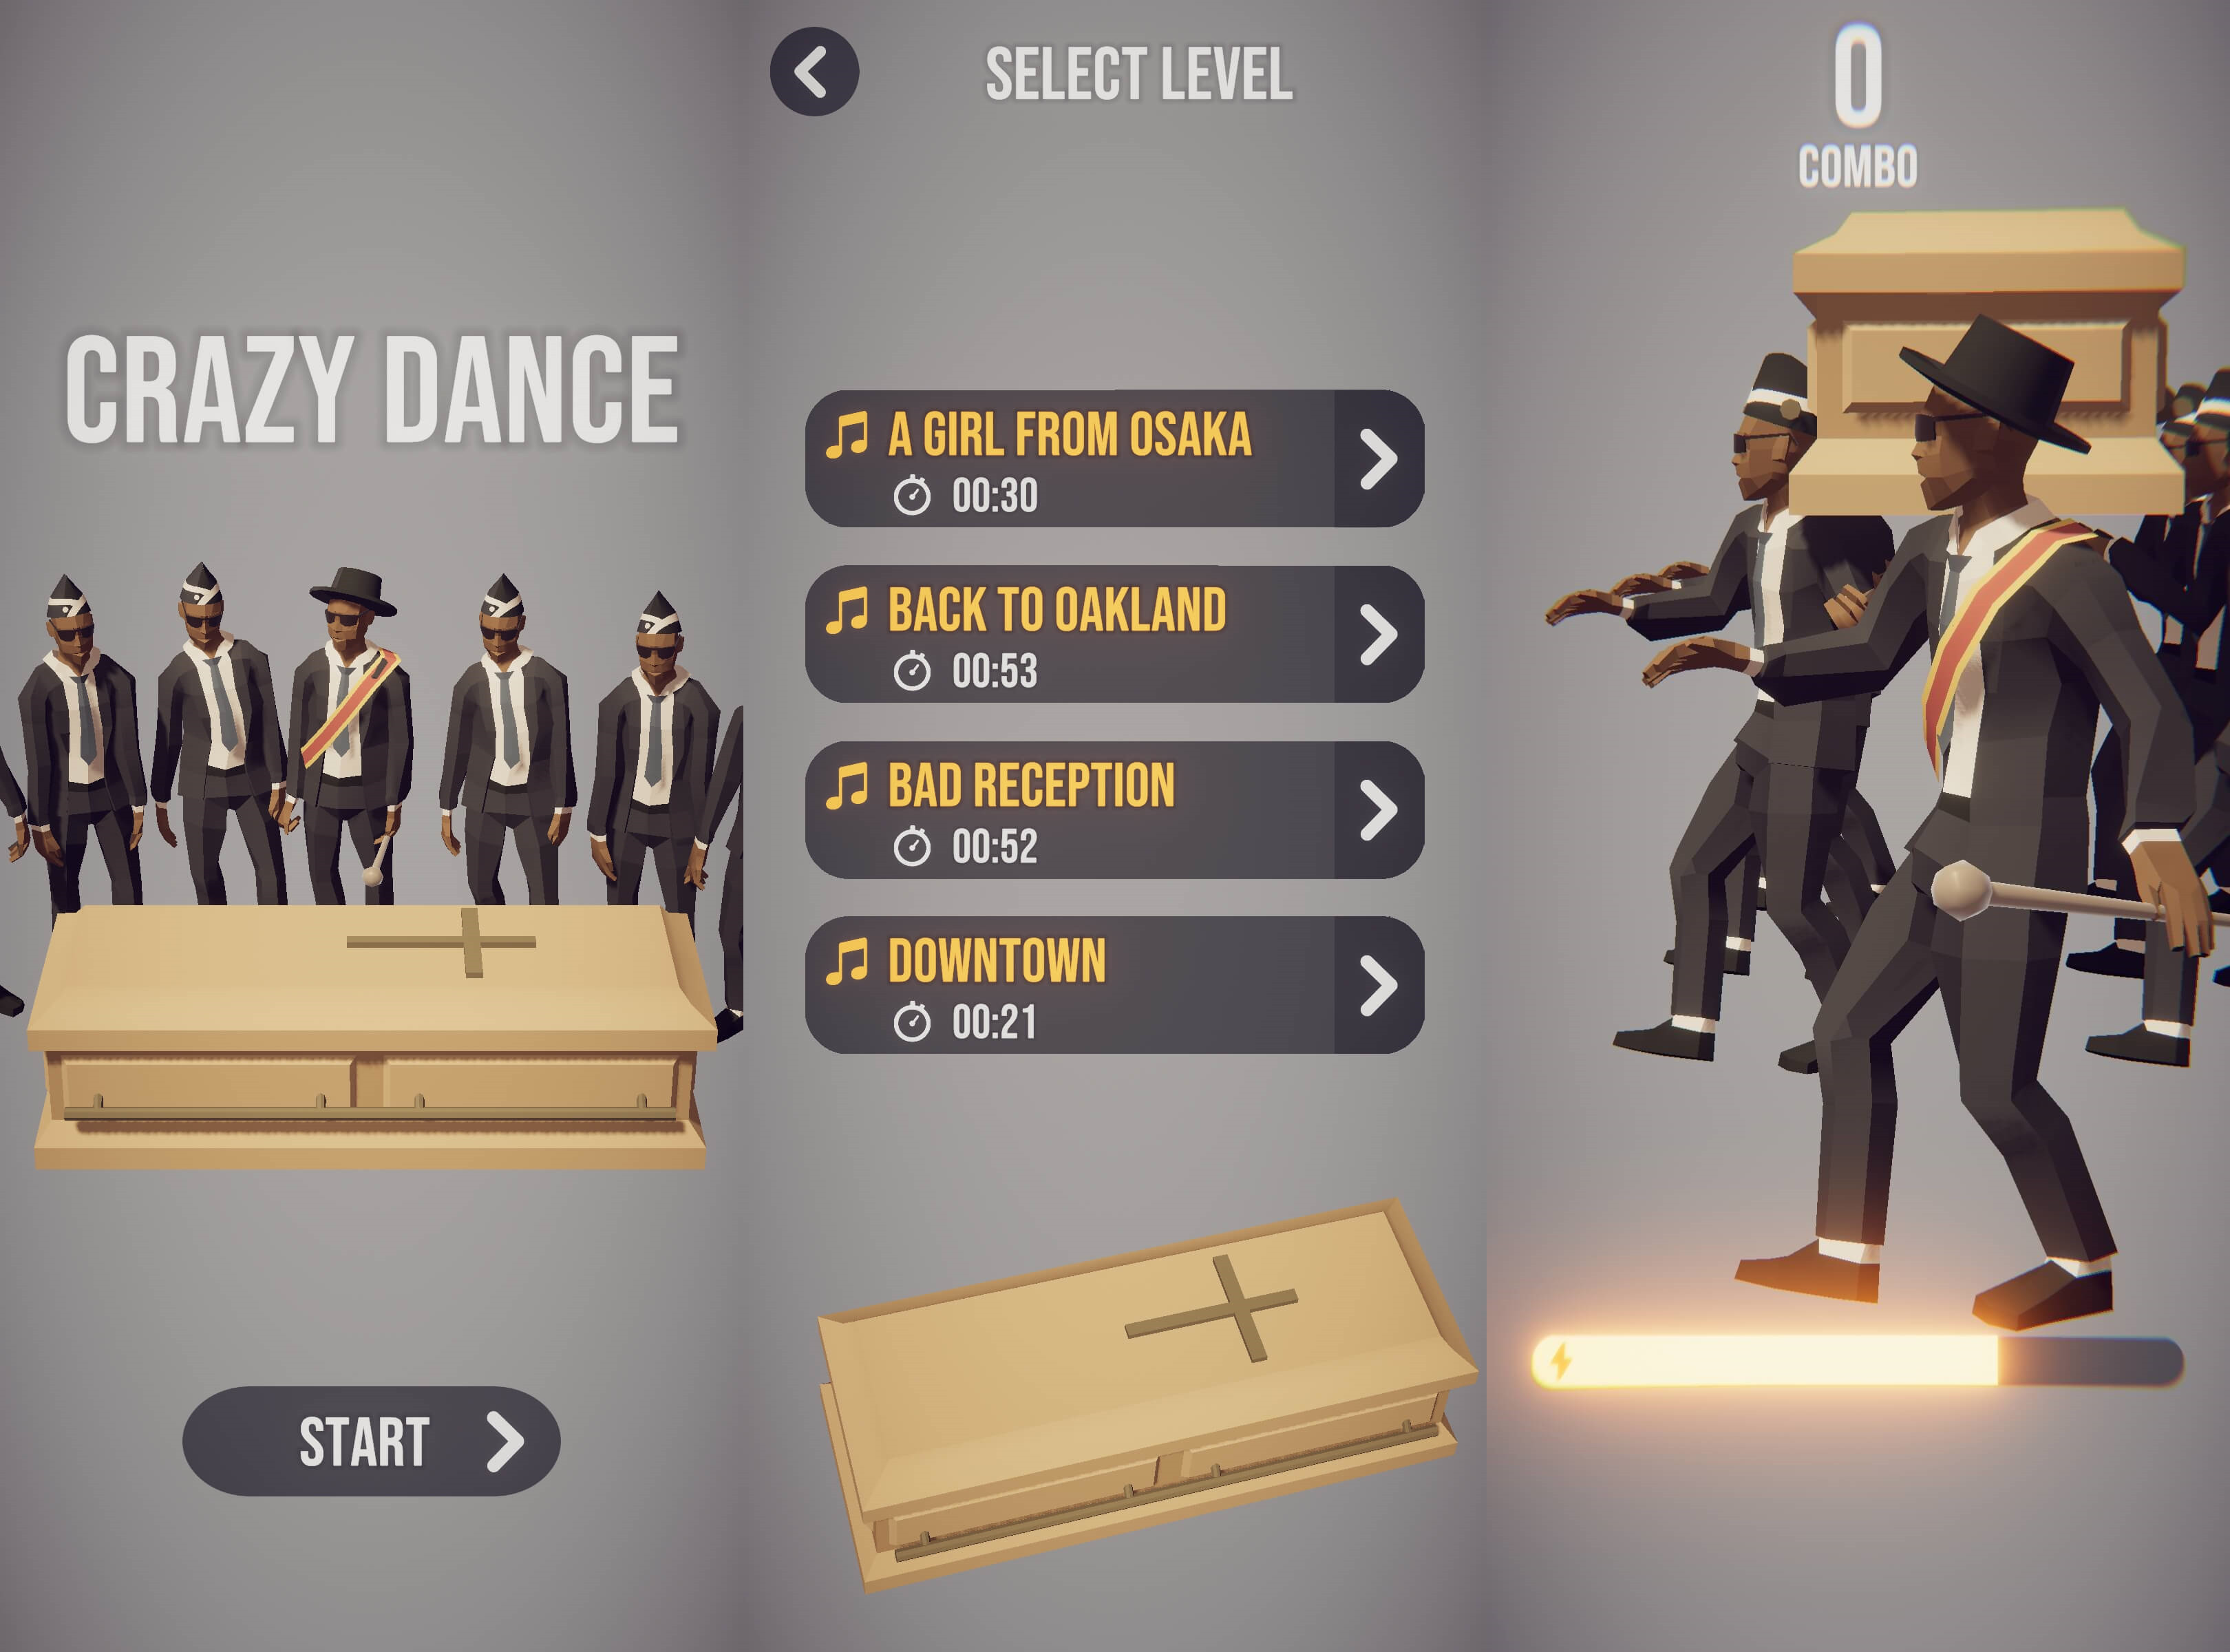 CRAZY DANCE
START
SELECT LEVEL
A GIRL FROM OSAKA
00:30
BACK TO OAKLAND
00:53
BAD RECEPTION
00:52
DOWNTOWN
00:21
0
COMBO